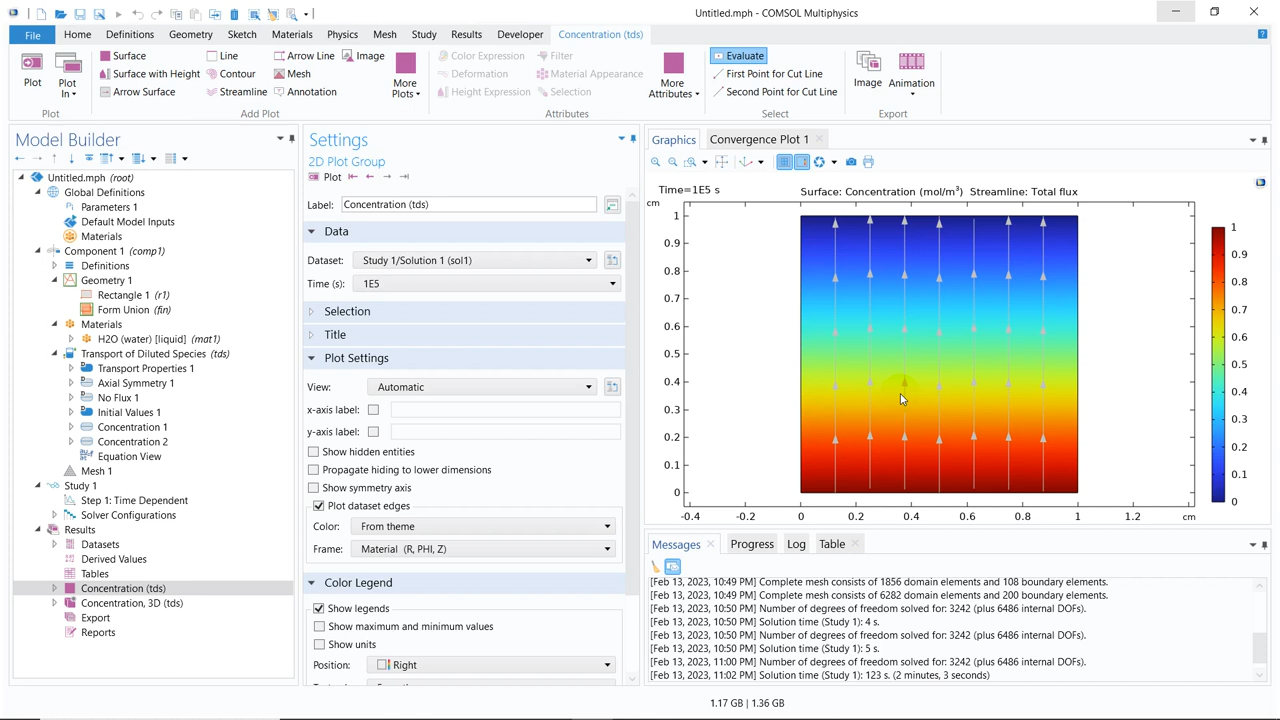 Untitled.mph - COMSOL Multiphysics
File Home Definitions Geometry Sketch Materials Physics Mesh Study Results Developer Concentration (tds)
Plot
Plot In
Surface
Surface with Height
Arrow Surface
Line
Contour
Streamline
Arrow Line
Mesh
Annotation
Image
More Plots
Color Expression
Deformation
Height Expression
Filter
Material Appearance
Selection
More Attributes
Evaluate
First Point for Cut Line
Second Point for Cut Line
Image
Animation
Plot Add Plot Attributes Select Export
Model Builder
Untitled.mph (root)
Global Definitions
Parameters 1
Default Model Inputs
Materials
Component 1 (comp1)
Definitions
Geometry 1
Rectangle 1 (r1)
Form Union (fin)
Materials
H2O (water) [liquid] (mat1)
Transport of Diluted Species (tds)
Transport Properties 1
Axial Symmetry 1
No Flux 1
Initial Values 1
Concentration 1
Concentration 2
Equation View
Mesh 1
Study 1
Step 1: Time Dependent
Solver Configurations
Results
Datasets
Derived Values
Tables
Concentration (tds)
Concentration, 3D (tds)
Export
Reports
Settings
2D Plot Group
Plot
Label: Concentration (tds)
Data
Dataset: Study 1/Solution 1 (sol1)
Time (s): 1E5
Selection
Title
Plot Settings
View: Automatic
x-axis label:
y-axis label:
Show hidden entities
Propagate hiding to lower dimensions
Show symmetry axis
Plot dataset edges
Color: From theme
Frame: Material (R, PHI, Z)
Color Legend
Show legends
Show maximum and minimum values
Show units
Position: Right
Graphics Convergence Plot 1
Time=1E5 s Surface: Concentration (mol/m³) Streamline: Total flux
cm
1
0.9
0.8
0.7
0.6
0.5
0.4
0.3
0.2
0.1
0
-0.4 -0.2 0 0.2 0.4 0.6 0.8 1 1.2 cm
1
0.9
0.8
0.7
0.6
0.5
0.4
0.3
0.2
0.1
0
Messages Progress Log Table
[Feb 13, 2023, 10:49 PM] Complete mesh consists of 1856 domain elements and 108 boundary elements.
[Feb 13, 2023, 10:49 PM] Complete mesh consists of 6282 domain elements and 200 boundary elements.
[Feb 13, 2023, 10:50 PM] Number of degrees of freedom solved for: 3242 (plus 6486 internal DOFs).
[Feb 13, 2023, 10:50 PM] Solution time (Study 1): 4 s.
[Feb 13, 2023, 10:50 PM] Number of degrees of freedom solved for: 3242 (plus 6486 internal DOFs).
[Feb 13, 2023, 10:50 PM] Solution time (Study 1): 5 s.
[Feb 13, 2023, 11:00 PM] Number of degrees of freedom solved for: 3242 (plus 6486 internal DOFs).
[Feb 13, 2023, 11:02 PM] Solution time (Study 1): 123 s. (2 minutes, 3 seconds)
1.17 GB | 1.36 GB